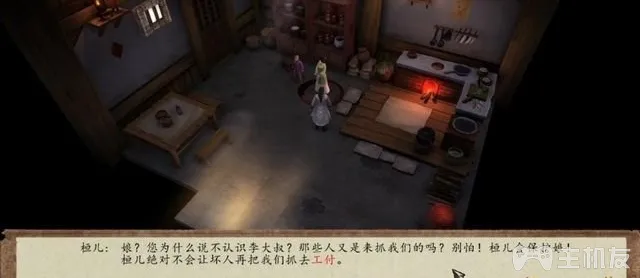 桓儿: 娘?您为什么说不认识李大叔?那些人又是来抓我们的吗?别怕!桓儿会保护娘!
桓儿绝对不会让坏人再把我们抓去工付。
主机友